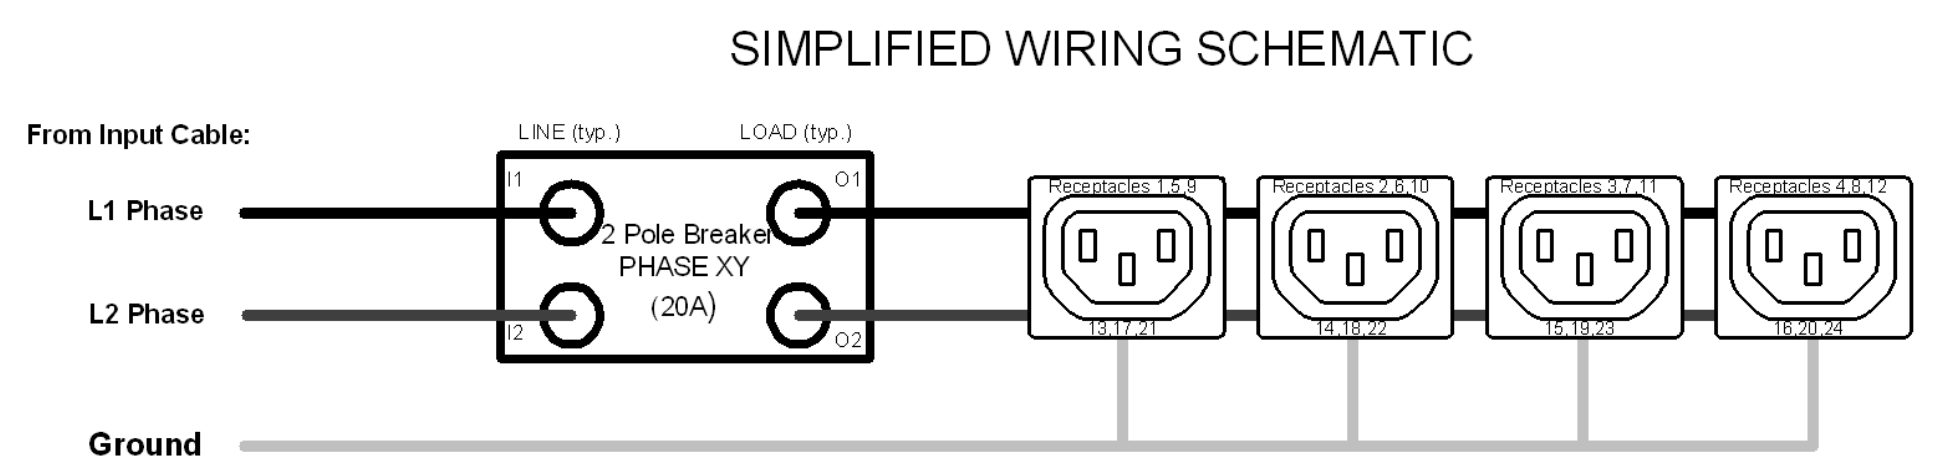 SIMPLIFIED WIRING SCHEMATIC
From Input Cable:
LINE (typ.)
LOAD (typ.)
I1
O1
L1 Phase
2 Pole Breaker
PHASE XY
(20A)
L2 Phase
I2
O2
Receptacles 1,5,9
13,17,21
Receptacles 2,6,10
14,18,22
Receptacles 3,7,11
15,19,23
Receptacles 4,8,12
16,20,24
Ground